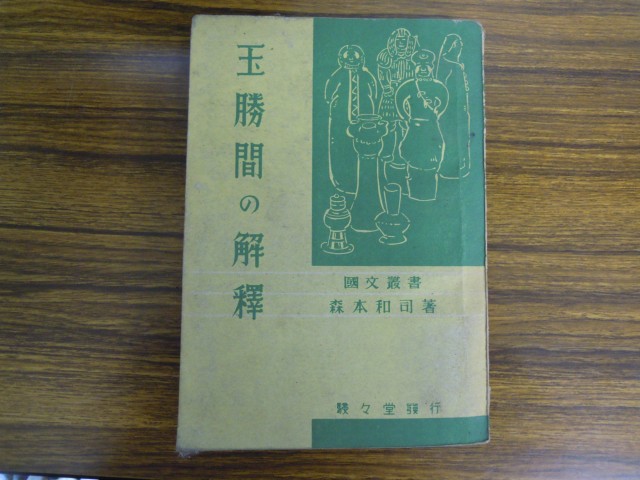 玉勝間の解釋
國文叢書
森本和司著
駸々堂發行